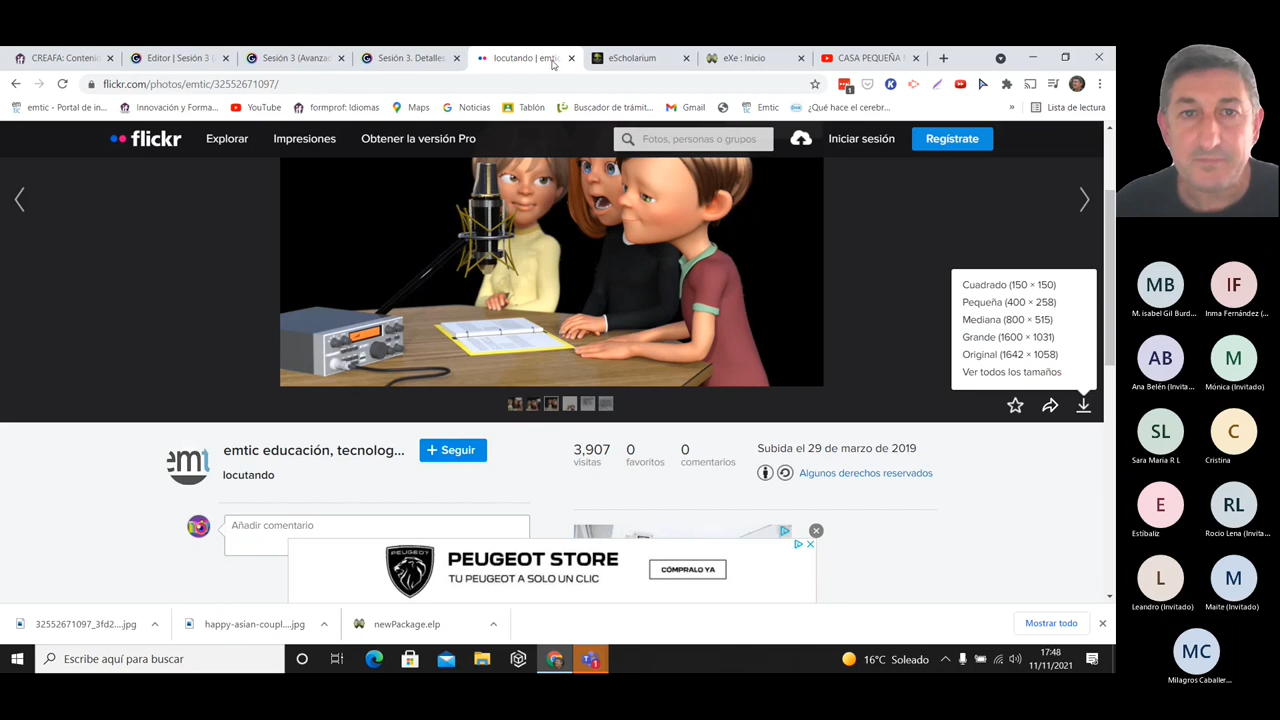 CREAFA: Conteni
Editor | Sesión 3 (
Sesión 3 (Avanza
Sesión 3. Detalles
locutando | emtic
eScholarium
eXe : Inicio
CASA PEQUEÑA
flickr.com/photos/emtic/32552671097/
emtic - Portal de in...
Innovación y Forma...
YouTube
formprof: Idiomas
Maps
Noticias
Tablón
Buscador de trámit...
Gmail
Emtic
¿Qué hace el cerebr...
»
Lista de lectura
flickr
Explorar
Impresiones
Obtener la versión Pro
Fotos, personas o grupos
Iniciar sesión
Regístrate
Cuadrado (150 × 150)
Pequeña (400 × 258)
Mediana (800 × 515)
Grande (1600 × 1031)
Original (1642 × 1058)
Ver todos los tamaños
emt
emtic educación, tecnolog...
+ Seguir
locutando
3,907
visitas
0
favoritos
0
comentarios
Subida el 29 de marzo de 2019
Algunos derechos reservados
Añadir comentario
PEUGEOT
PEUGEOT STORE
TU PEUGEOT A SOLO UN CLIC
CÓMPRALO YA
32552671097_3fd2....jpg
happy-asian-coupl....jpg
newPackage.elp
Mostrar todo
Escribe aquí para buscar
16°C Soleado
17:48
11/11/2021
MB
M. isabel Gil Burd...
IF
Inma Fernández (...
AB
Ana Belén (Invita...
M
Mónica (Invitado)
SL
Sara Maria R L
C
Cristina
E
Estíbaliz
RL
Rocio Lena (Invita...
L
Leandro (Invitado)
M
Maite (Invitado)
MC
Milagros Caballer...